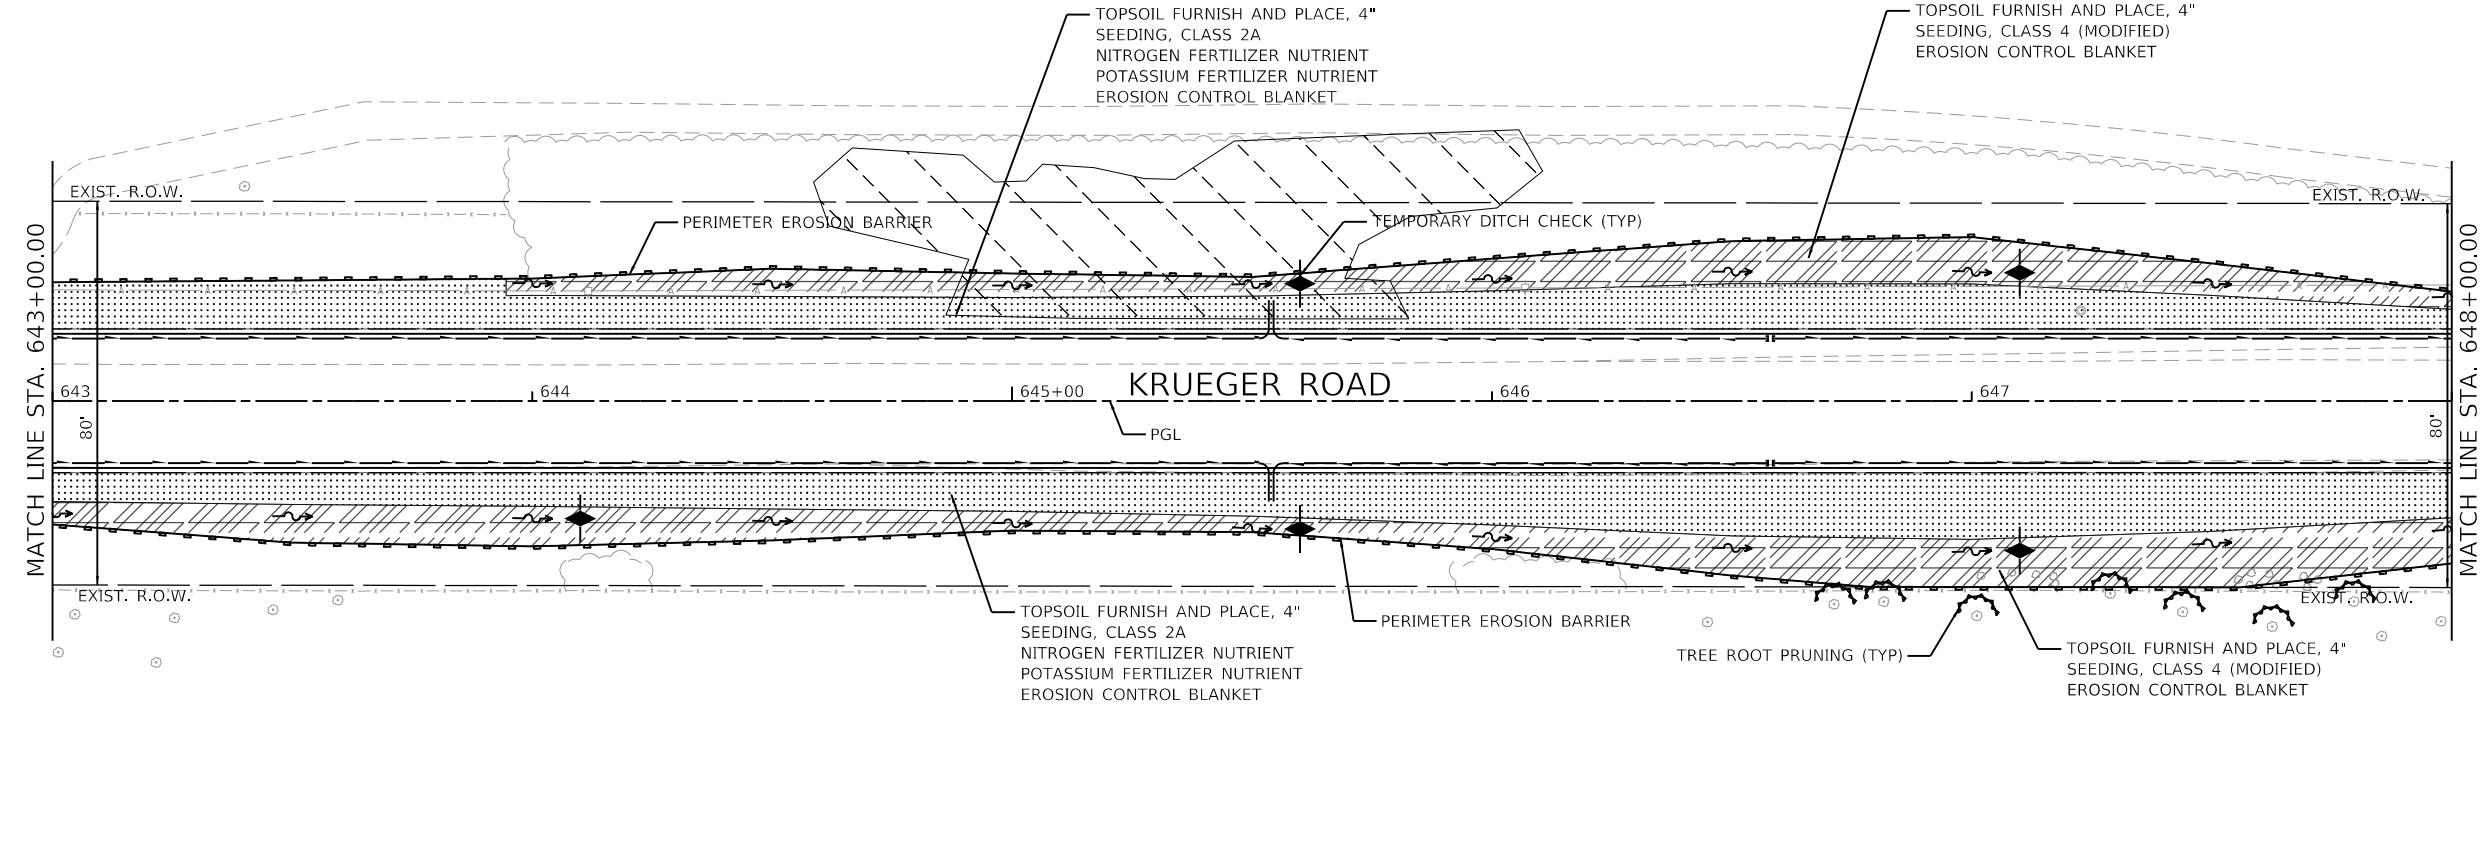 TOPSOIL FURNISH AND PLACE, 4"
SEEDING, CLASS 2A
NITROGEN FERTILIZER NUTRIENT
POTASSIUM FERTILIZER NUTRIENT
EROSION CONTROL BLANKET
TOPSOIL FURNISH AND PLACE, 4"
SEEDING, CLASS 4 (MODIFIED)
EROSION CONTROL BLANKET
EXIST. R.O.W.
EXIST. R.O.W.
PERIMETER EROSION BARRIER
TEMPORARY DITCH CHECK (TYP)
MATCH LINE STA. 643+00.00
MATCH LINE STA. 648+00.00
KRUEGER ROAD
643
644
645+00
646
647
80'
80'
PGL
EXIST. R.O.W.
EXIST. R.O.W.
TOPSOIL FURNISH AND PLACE, 4"
SEEDING, CLASS 2A
NITROGEN FERTILIZER NUTRIENT
POTASSIUM FERTILIZER NUTRIENT
EROSION CONTROL BLANKET
PERIMETER EROSION BARRIER
TREE ROOT PRUNING (TYP)
TOPSOIL FURNISH AND PLACE, 4"
SEEDING, CLASS 4 (MODIFIED)
EROSION CONTROL BLANKET